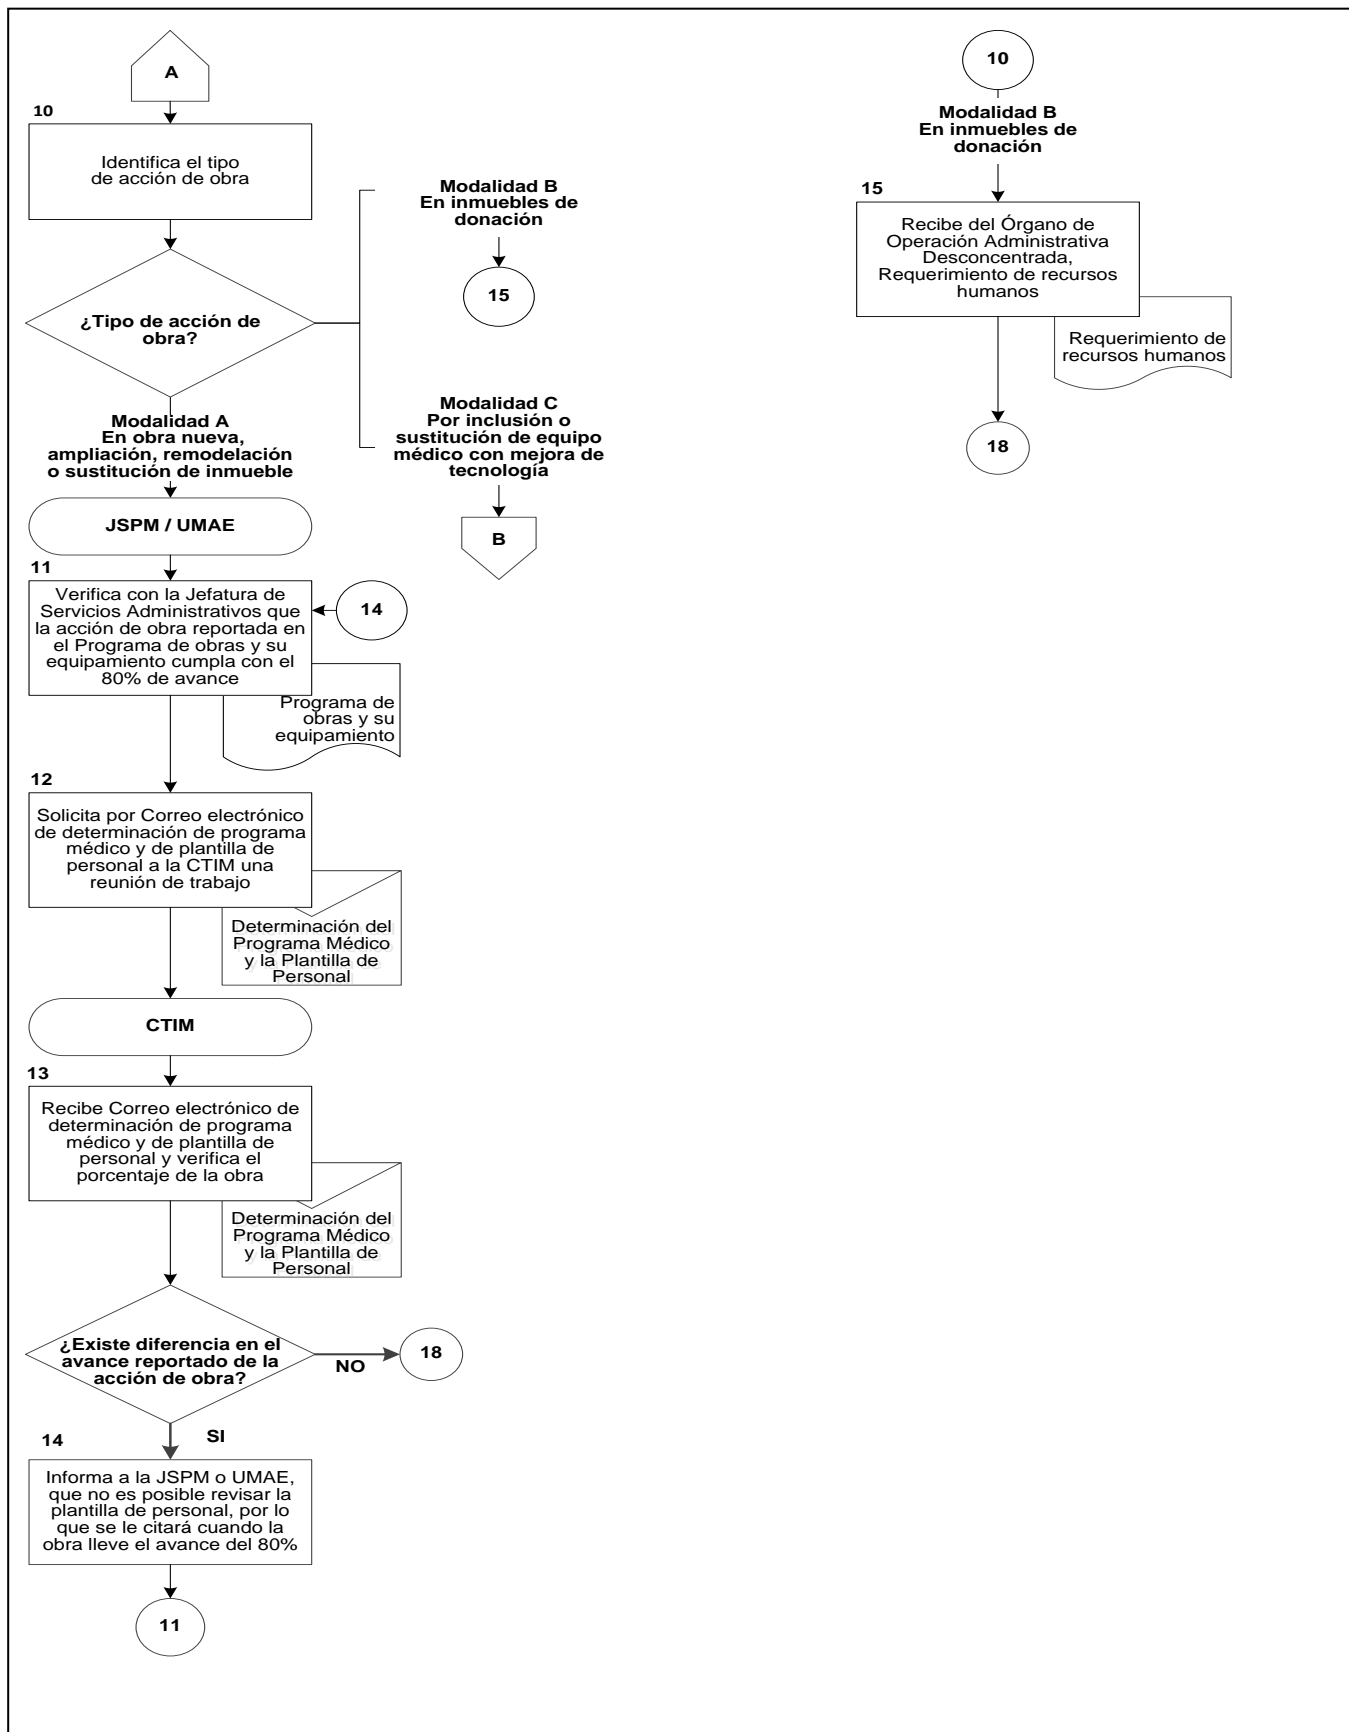 A
10
Identifica el tipo
de acción de obra
¿Tipo de acción de
obra?
Modalidad B
En inmuebles de
donación
15
Modalidad C
Por inclusión o
sustitución de equipo
médico con mejora de
tecnología
B
Modalidad A
En obra nueva,
ampliación, remodelación
o sustitución de inmueble
JSPM / UMAE
11
Verifica con la Jefatura de
Servicios Administrativos que
la acción de obra reportada en
el Programa de obras y su
equipamiento cumpla con el
80% de avance
14
Programa de
obras y su
equipamiento
12
Solicita por Correo electrónico
de determinación de programa
médico y de plantilla de
personal a la CTIM una
reunión de trabajo
Determinación del
Programa Médico
y la Plantilla de
Personal
CTIM
13
Recibe Correo electrónico de
determinación de programa
médico y de plantilla de
personal y verifica el
porcentaje de la obra
Determinación del
Programa Médico
y la Plantilla de
Personal
¿Existe diferencia en el
avance reportado de la
acción de obra?
NO
18
SI
14
Informa a la JSPM o UMAE,
que no es posible revisar la
plantilla de personal, por lo
que se le citará cuando la
obra lleve el avance del 80%
11
10
Modalidad B
En inmuebles de
donación
15
Recibe del Órgano de
Operación Administrativa
Desconcentrada,
Requerimiento de recursos
humanos
Requerimiento de
recursos humanos
18